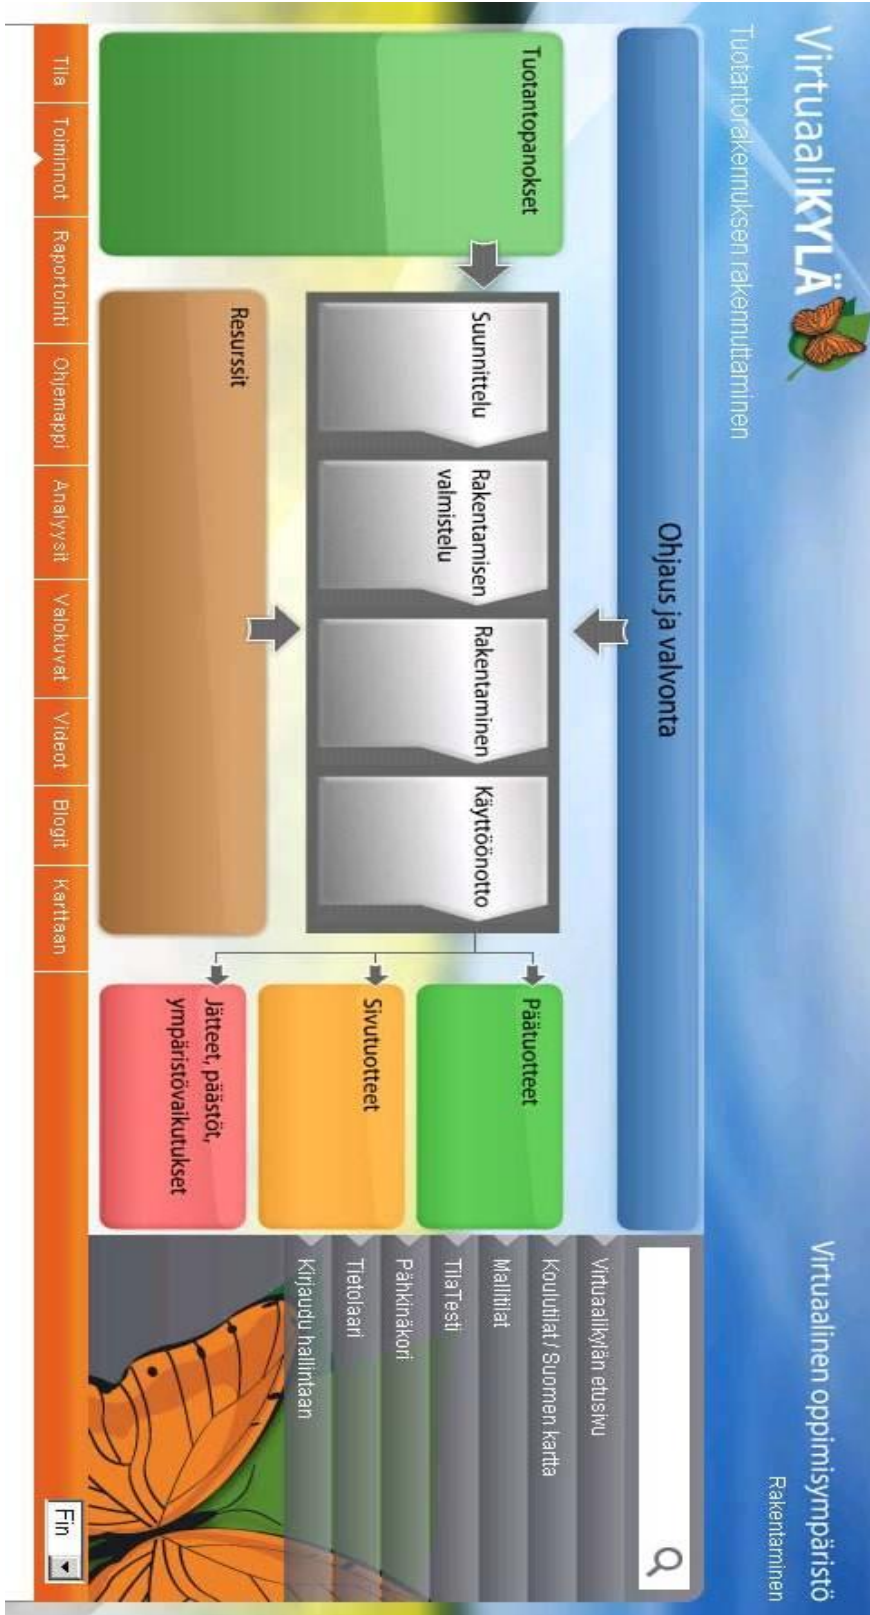 VirtuaaliKYLÄ
Virtuaalinen oppimisympäristö
Tuotantorakennuksen rakennuttaminen
Rakentaminen
Ohjaus ja valvonta
Tuotantopanokset
Suunnittelu
Rakentamisen
valmistelu
Rakentaminen
Käyttöönotto
Resurssit
Päätuotteet
Sivutuotteet
Jätteet, päästöt,
ympäristövaikutukset
Virtuaalikylän etusivu
Koulutilat / Suomen kartta
Mallitilat
TilaTesti
Pähkinäkori
Tietolaari
Kirjaudu hallintaan
Tila Toiminnot Raportointi Ohjemappi Analyysit Valokuvat Videot Blogit Karttaan Fin